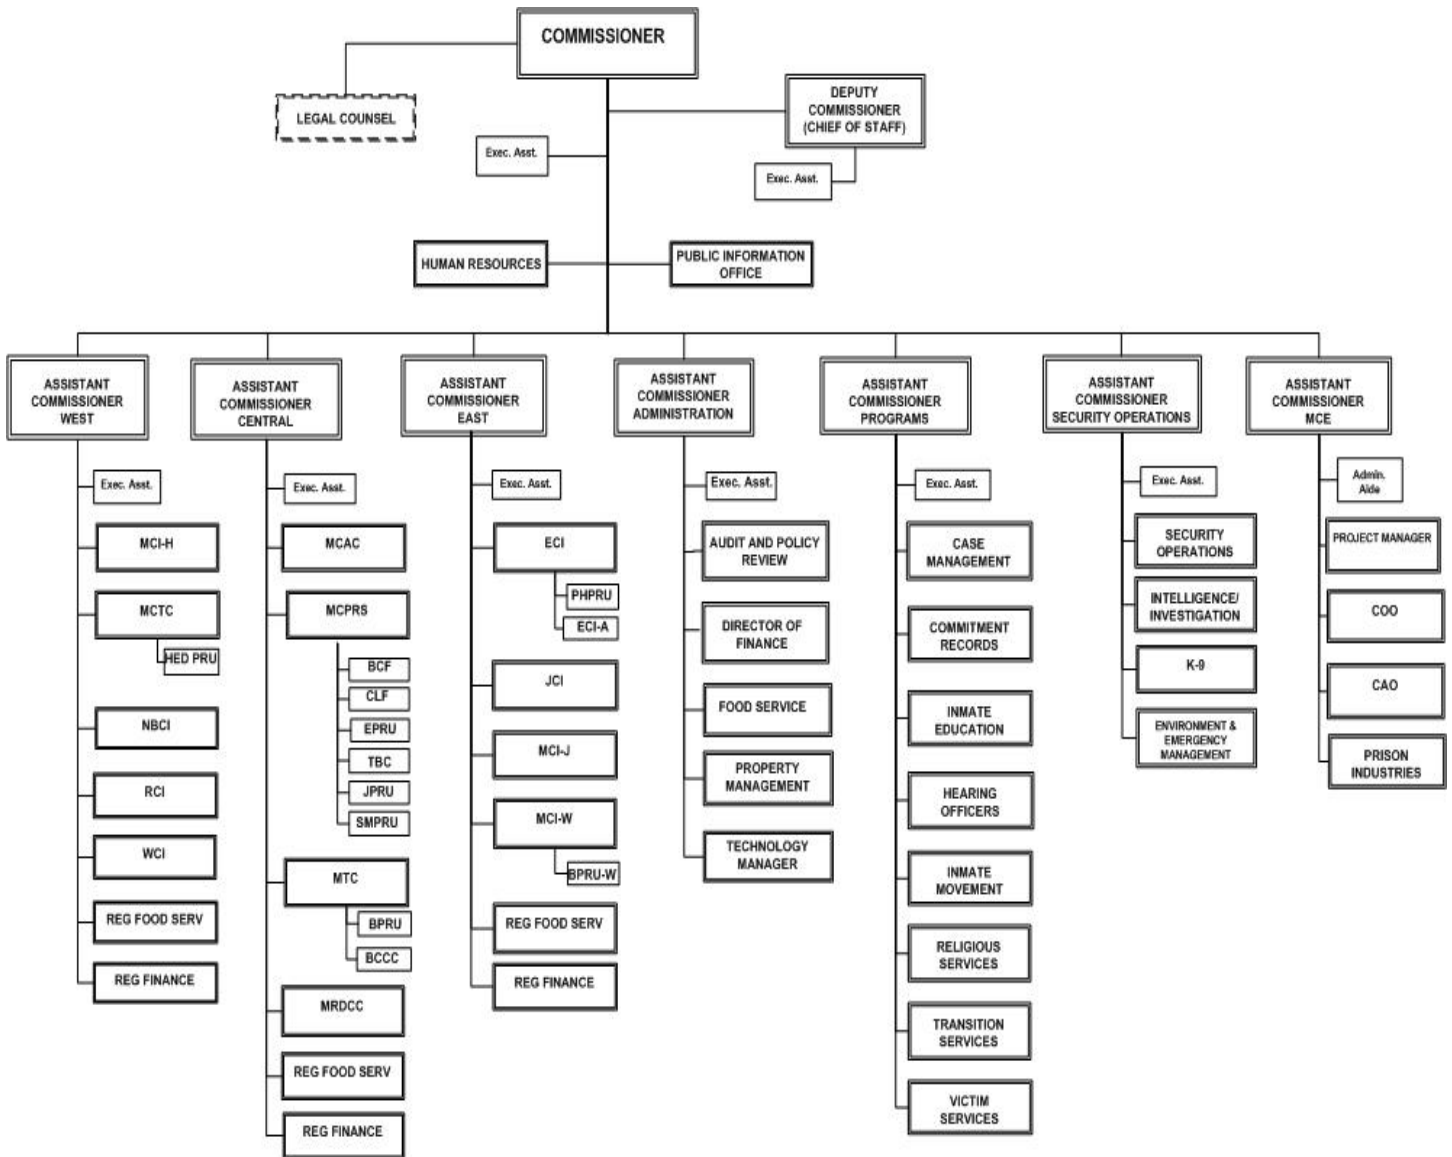 COMMISSIONER
LEGAL COUNSEL
DEPUTY
COMMISSIONER
(CHIEF OF STAFF)
Exec. Asst.
Exec. Asst.
HUMAN RESOURCES
PUBLIC INFORMATION
OFFICE
ASSISTANT
COMMISSIONER
WEST
Exec. Asst.
MCI-H
MCTC
HED PRU
NBCI
RCI
WCI
REG FOOD SERV
REG FINANCE
ASSISTANT
COMMISSIONER
CENTRAL
Exec. Asst.
MCAC
MCPRS
BCF
CLF
EPRU
TBC
JPRU
SMPRU
MTC
BPRU
BCCC
MRDCC
REG FOOD SERV
REG FINANCE
ASSISTANT
COMMISSIONER
EAST
Exec. Asst.
ECI
PHPRU
ECI-A
JCI
MCI-J
MCI-W
BPRU-W
REG FOOD SERV
REG FINANCE
ASSISTANT
COMMISSIONER
ADMINISTRATION
Exec. Asst.
AUDIT AND POLICY
REVIEW
DIRECTOR OF
FINANCE
FOOD SERVICE
PROPERTY
MANAGEMENT
TECHNOLOGY
MANAGER
ASSISTANT
COMMISSIONER
PROGRAMS
Exec. Asst.
CASE
MANAGEMENT
COMMITMENT
RECORDS
INMATE
EDUCATION
HEARING
OFFICERS
INMATE
MOVEMENT
RELIGIOUS
SERVICES
TRANSITION
SERVICES
VICTIM
SERVICES
ASSISTANT
COMMISSIONER
SECURITY OPERATIONS
Exec. Asst.
SECURITY
OPERATIONS
INTELLIGENCE/
INVESTIGATION
K-9
ENVIRONMENT &
EMERGENCY
MANAGEMENT
ASSISTANT
COMMISSIONER
MCE
Admin.
Aide
PROJECT MANAGER
COO
CAO
PRISON
INDUSTRIES